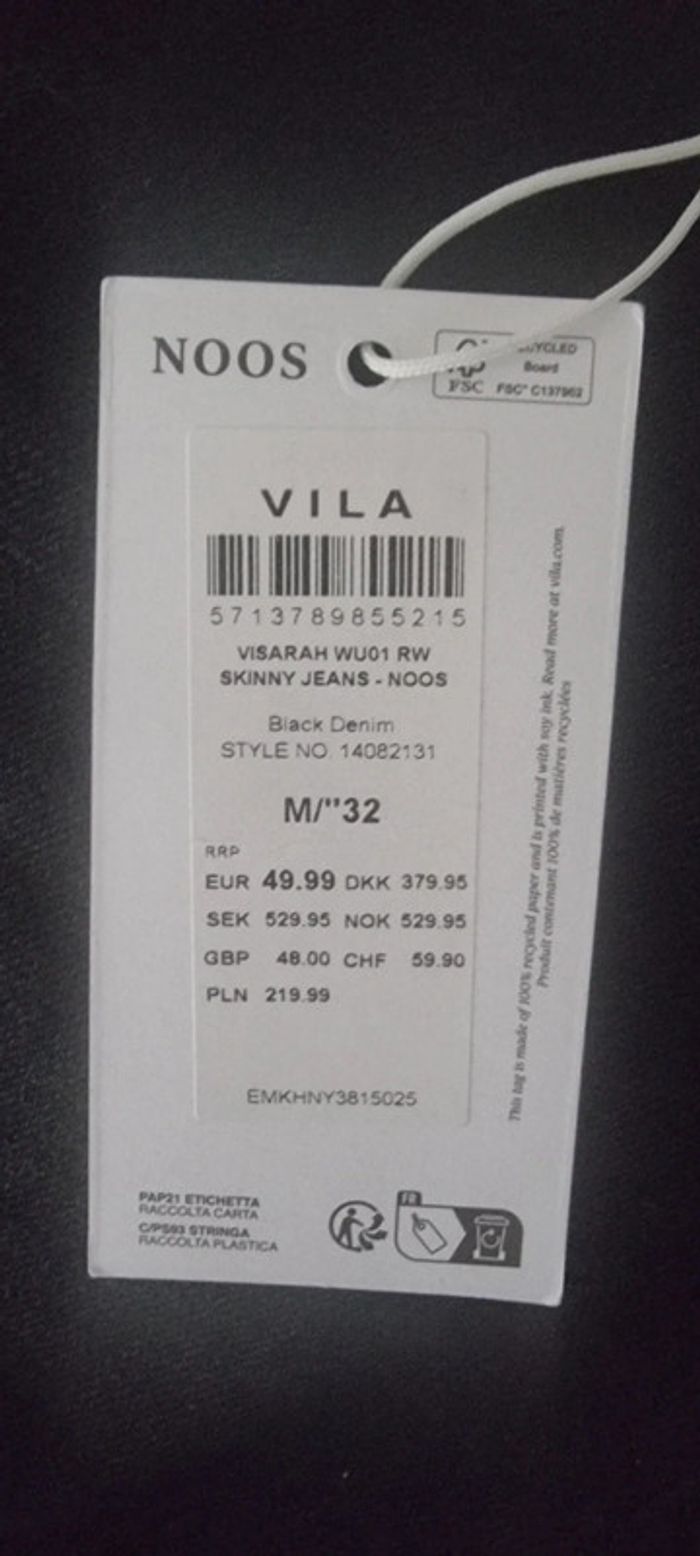 NOOS
Board
FSC FSC® C137962
VILA
5713789855215
VISARAH WU01 RW
SKINNY JEANS - NOOS
Black Denim
STYLE NO. 14082131
M/"32
RRP
EUR 49.99 DKK 379.95
SEK 529.95 NOK 529.95
GBP 48.00 CHF 59.90
PLN 219.99
EMKHNY3815025
This tag is made of 100% recycled paper and is printed with soy ink. Read more at vila.com.
Produit contenant 100% de matières recyclées
PAP21 ETICHETTA
RACCOLTA CARTA
C/PS93 STRINGA
RACCOLTA PLASTICA
FR